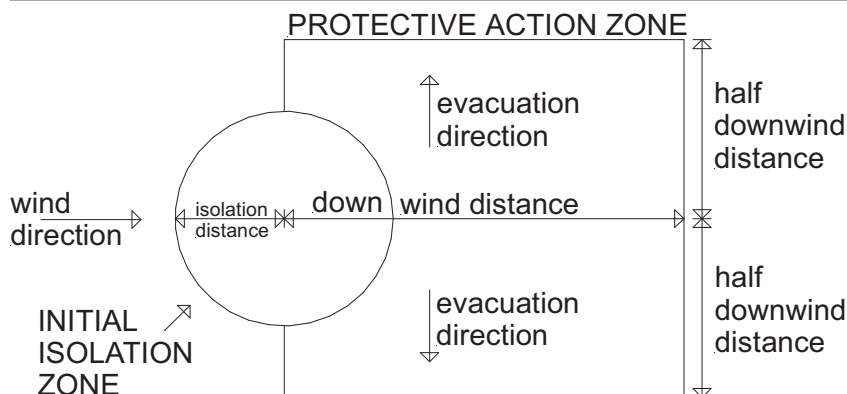 PROTECTIVE ACTION ZONE
evacuation
direction
half
downwind
distance
wind
direction
isolation
distance
down wind distance
evacuation
direction
half
downwind
distance
INITIAL
ISOLATION
ZONE